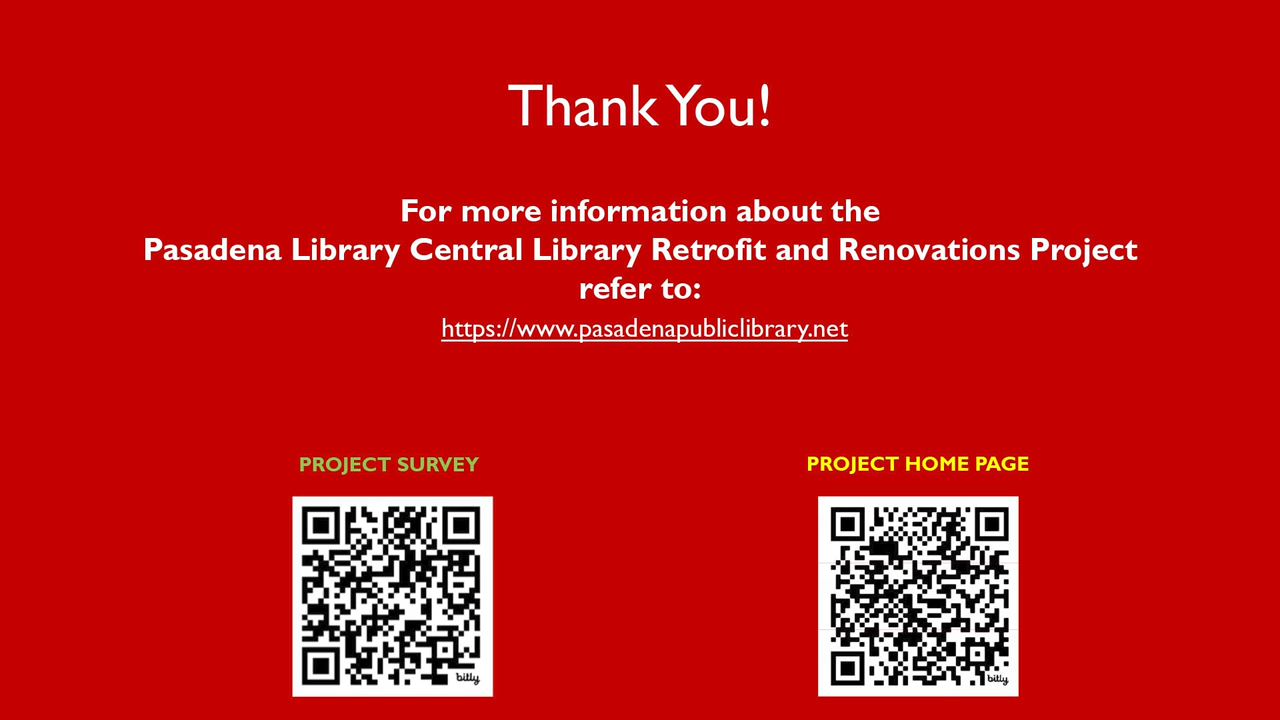 Thank You!
For more information about the
Pasadena Library Central Library Retrofit and Renovations Project
refer to:
https://www.pasadenapubliclibrary.net
PROJECT SURVEY
PROJECT HOME PAGE
bitly
bitly